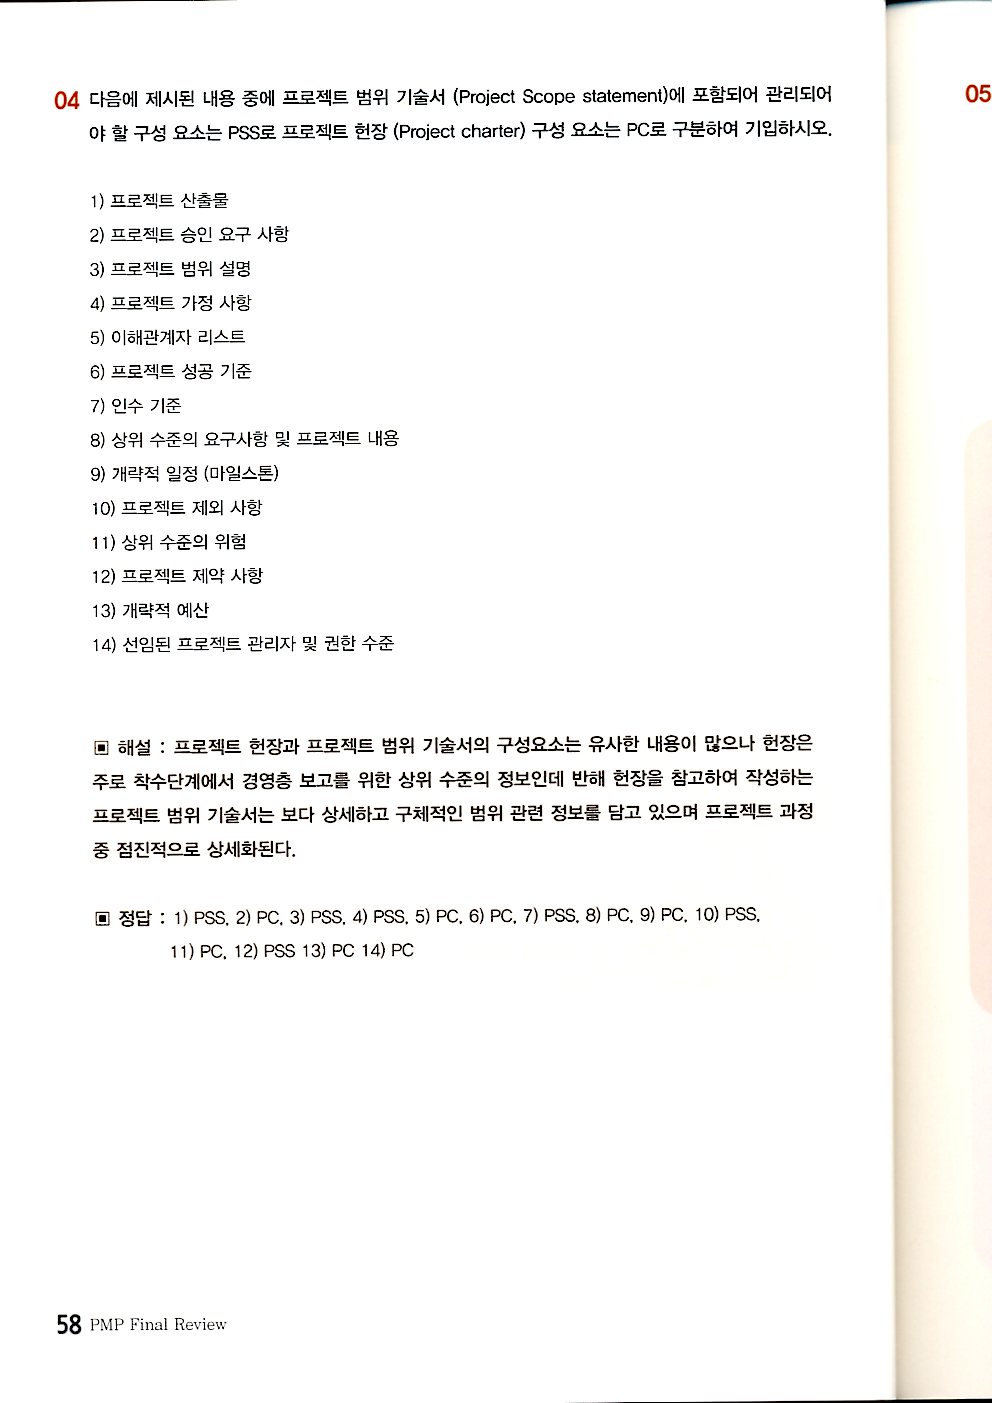 04 다음에 제시된 내용 중에 프로젝트 범위 기술서 (Project Scope statement)에 포함되어 관리되어
야 할 구성 요소는 PSS로 프로젝트 헌장 (Project charter) 구성 요소는 PC로 구분하여 기입하시오.
1) 프로젝트 산출물
2) 프로젝트 승인 요구 사항
3) 프로젝트 범위 설명
4) 프로젝트 가정 사항
5) 이해관계자 리스트
6) 프로젝트 성공 기준
7) 인수 기준
8) 상위 수준의 요구사항 및 프로젝트 내용
9) 개략적 일정 (마일스톤)
10) 프로젝트 제외 사항
11) 상위 수준의 위험
12) 프로젝트 제약 사항
13) 개략적 예산
14) 선임된 프로젝트 관리자 및 권한 수준
▣ 해설 : 프로젝트 헌장과 프로젝트 범위 기술서의 구성요소는 유사한 내용이 많으나 헌장은
주로 착수단계에서 경영층 보고를 위한 상위 수준의 정보인데 반해 헌장을 참고하여 작성하는
프로젝트 범위 기술서는 보다 상세하고 구체적인 범위 관련 정보를 담고 있으며 프로젝트 과정
중 점진적으로 상세화된다.
▣ 정답 : 1) PSS, 2) PC, 3) PSS, 4) PSS, 5) PC, 6) PC, 7) PSS, 8) PC, 9) PC, 10) PSS,
11) PC, 12) PSS 13) PC 14) PC
58 PMP Final Review
05